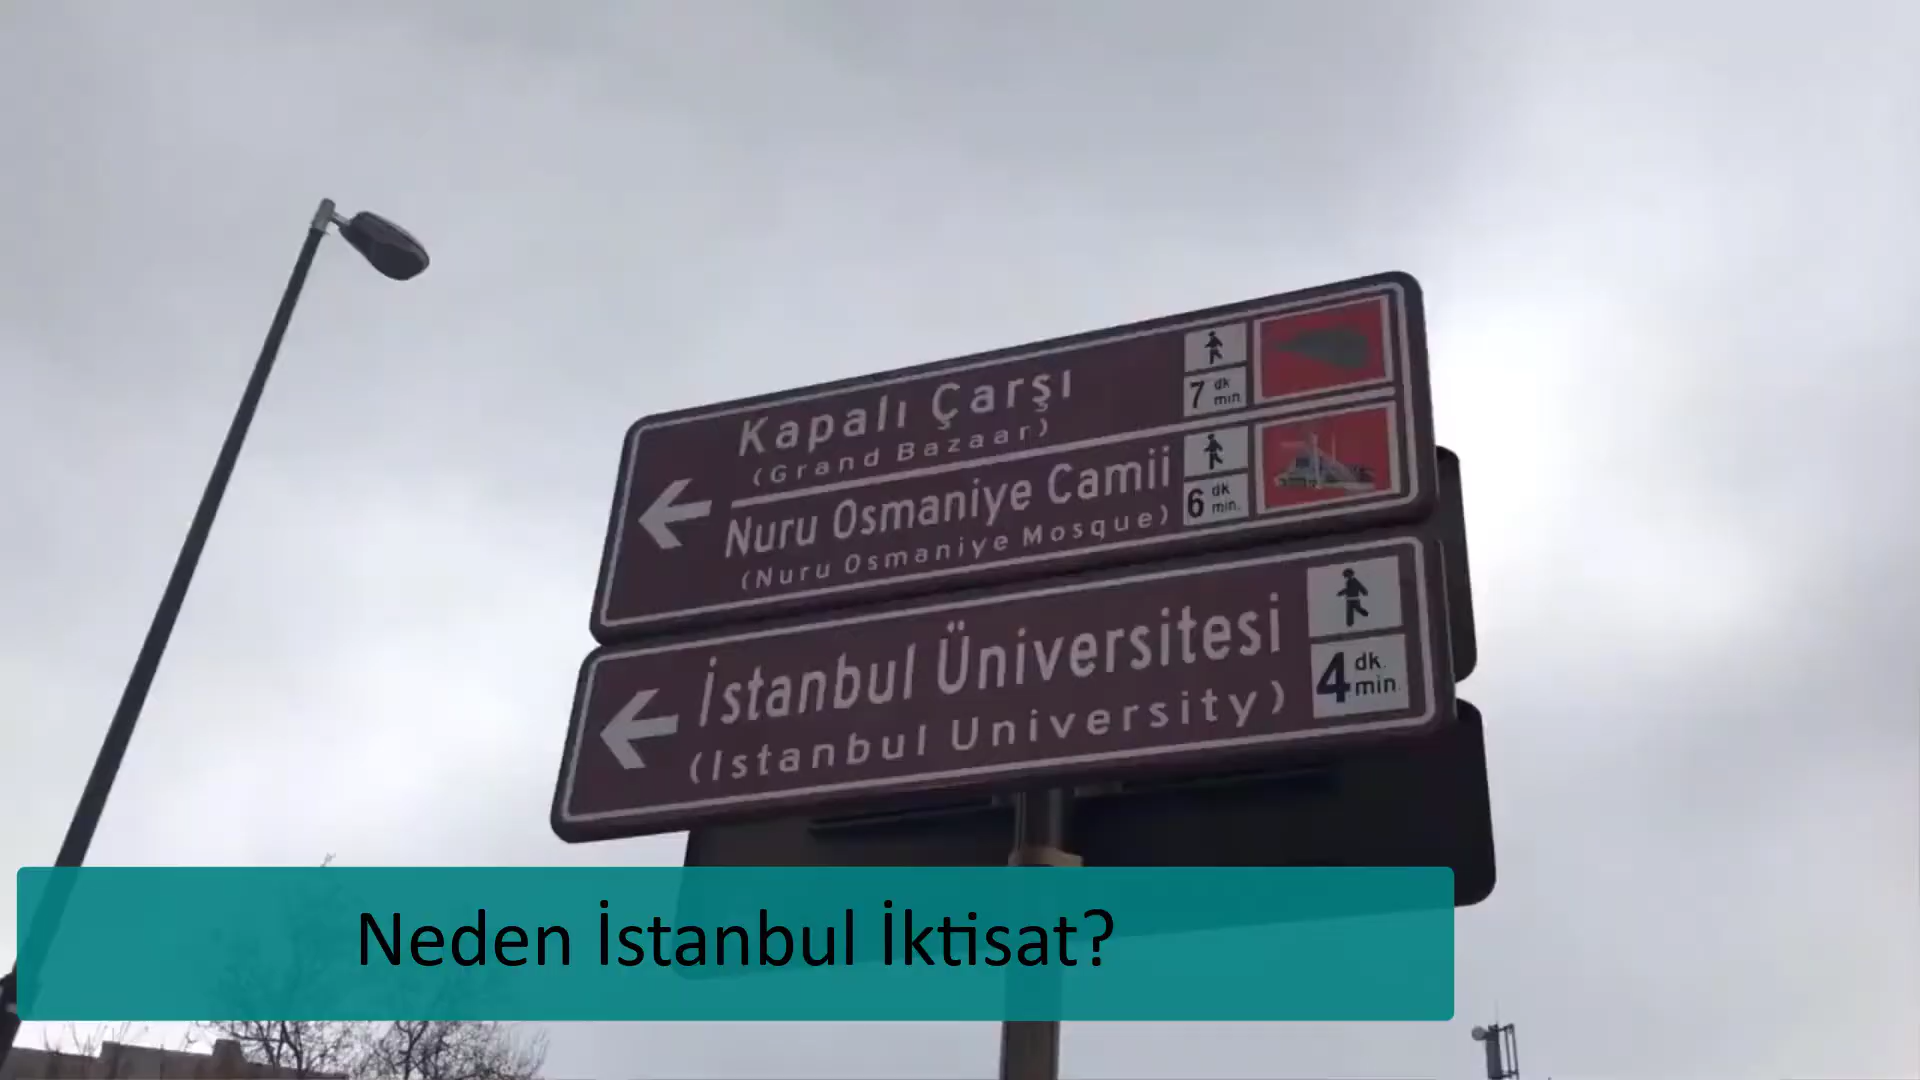 Kapalı Çarşı
(Grand Bazaar)
7 dk min.
Nuru Osmaniye Camii
(Nuru Osmaniye Mosque)
6 dk min.
İstanbul Üniversitesi
(Istanbul University)
4 dk. min.
Neden İstanbul İktisat?